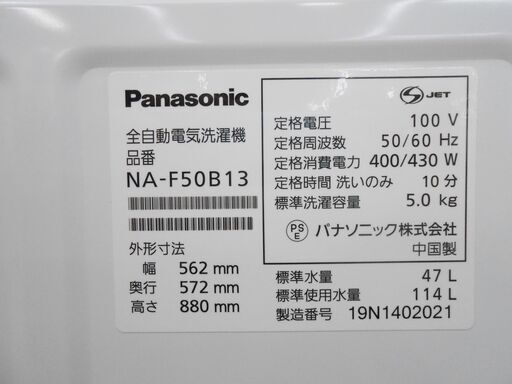 Panasonic
全自動電気洗濯機
品番
NA-F50B13
外形寸法
幅 562 mm
奥行 572 mm
高さ 880 mm
S JET
定格電圧 100 V
定格周波数 50/60 Hz
定格消費電力 400/430 W
定格時間 洗いのみ 10 分
標準洗濯容量 5.0 kg
PS
E パナソニック株式会社
中国製
標準水量 47 L
標準使用水量 114 L
製造番号 19N1402021